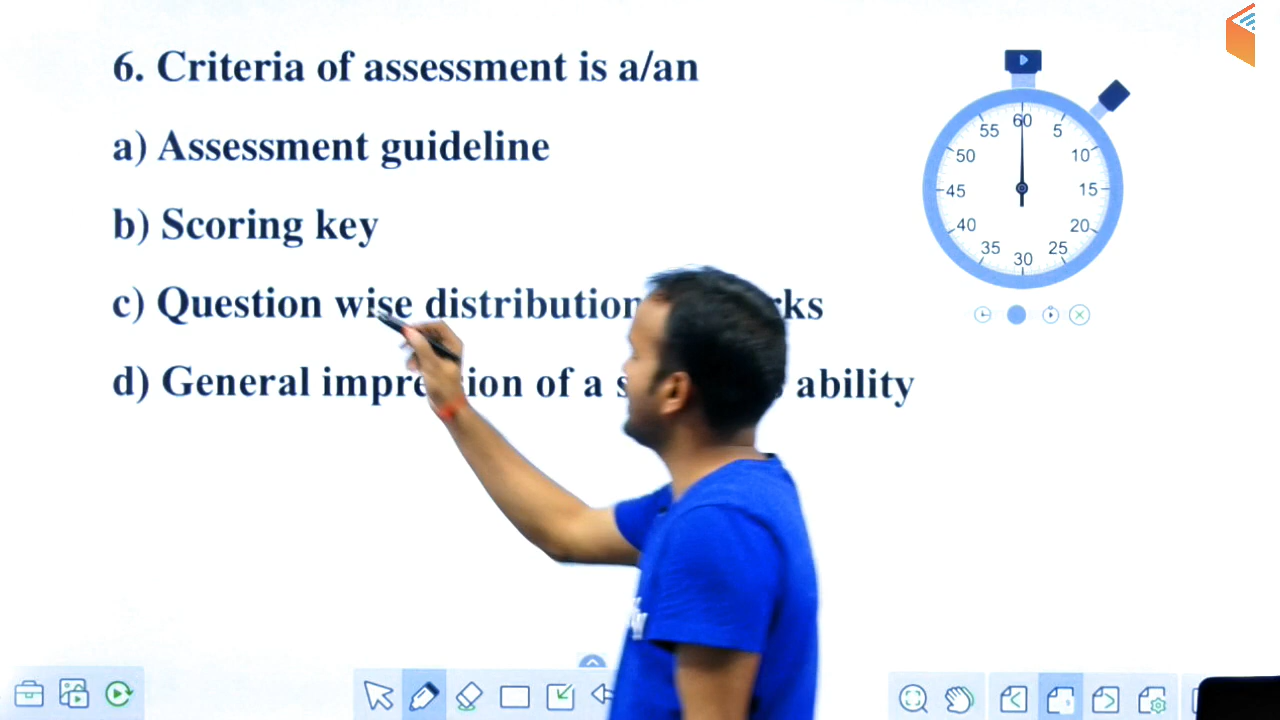 6. Criteria of assessment is a/an
a) Assessment guideline
b) Scoring key
c) Question wise distribution
d) General of a ability
60
55
5
50
10
45
15
40
20
35
25
30